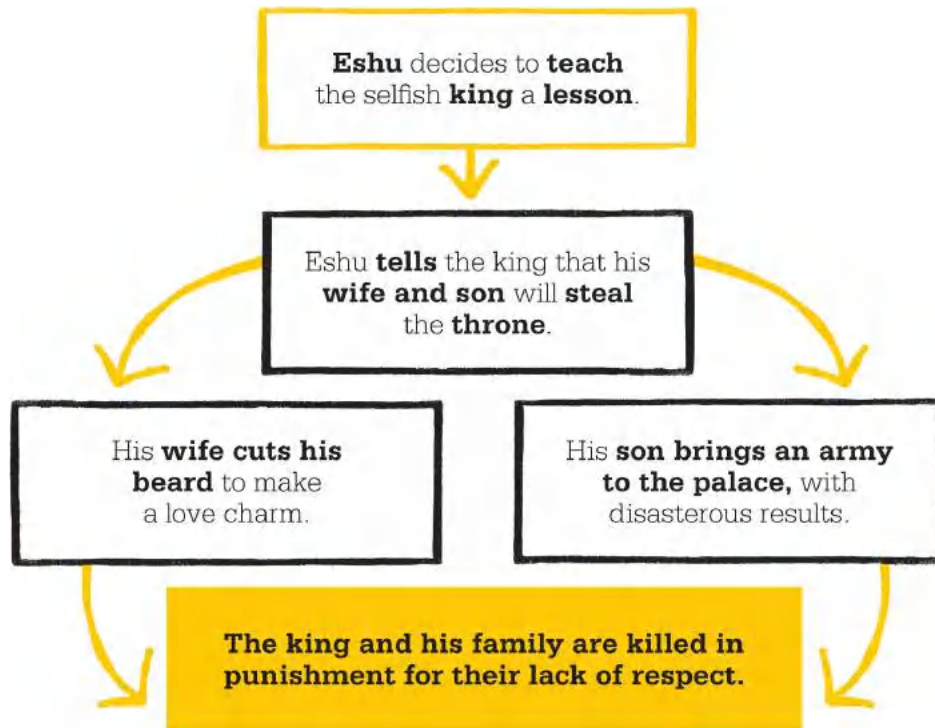 Eshu decides to teach
the selfish king a lesson.
Eshu tells the king that his
wife and son will steal
the throne.
His wife cuts his
beard to make
a love charm.
His son brings an army
to the palace, with
disasterous results.
The king and his family are killed in
punishment for their lack of respect.